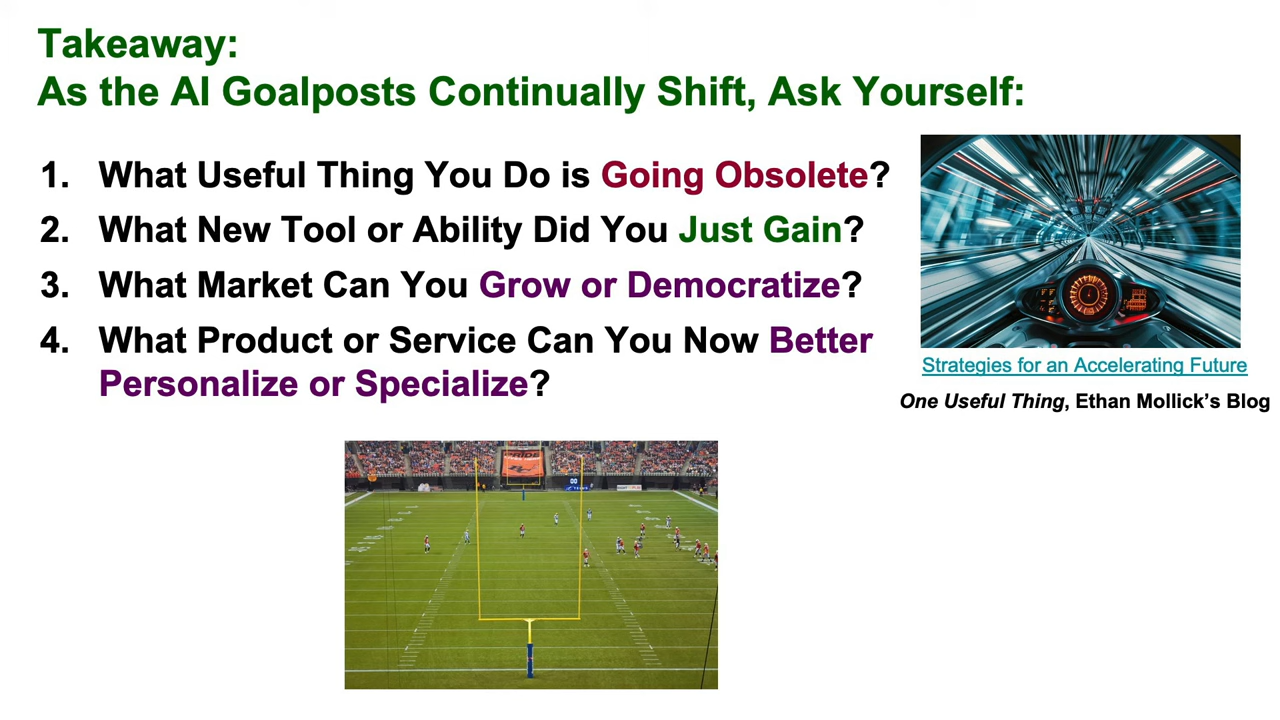 Takeaway:
As the AI Goalposts Continually Shift, Ask Yourself:
1. What Useful Thing You Do is Going Obsolete?
2. What New Tool or Ability Did You Just Gain?
3. What Market Can You Grow or Democratize?
4. What Product or Service Can You Now Better
Personalize or Specialize?
Strategies for an Accelerating Future
One Useful Thing, Ethan Mollick’s Blog